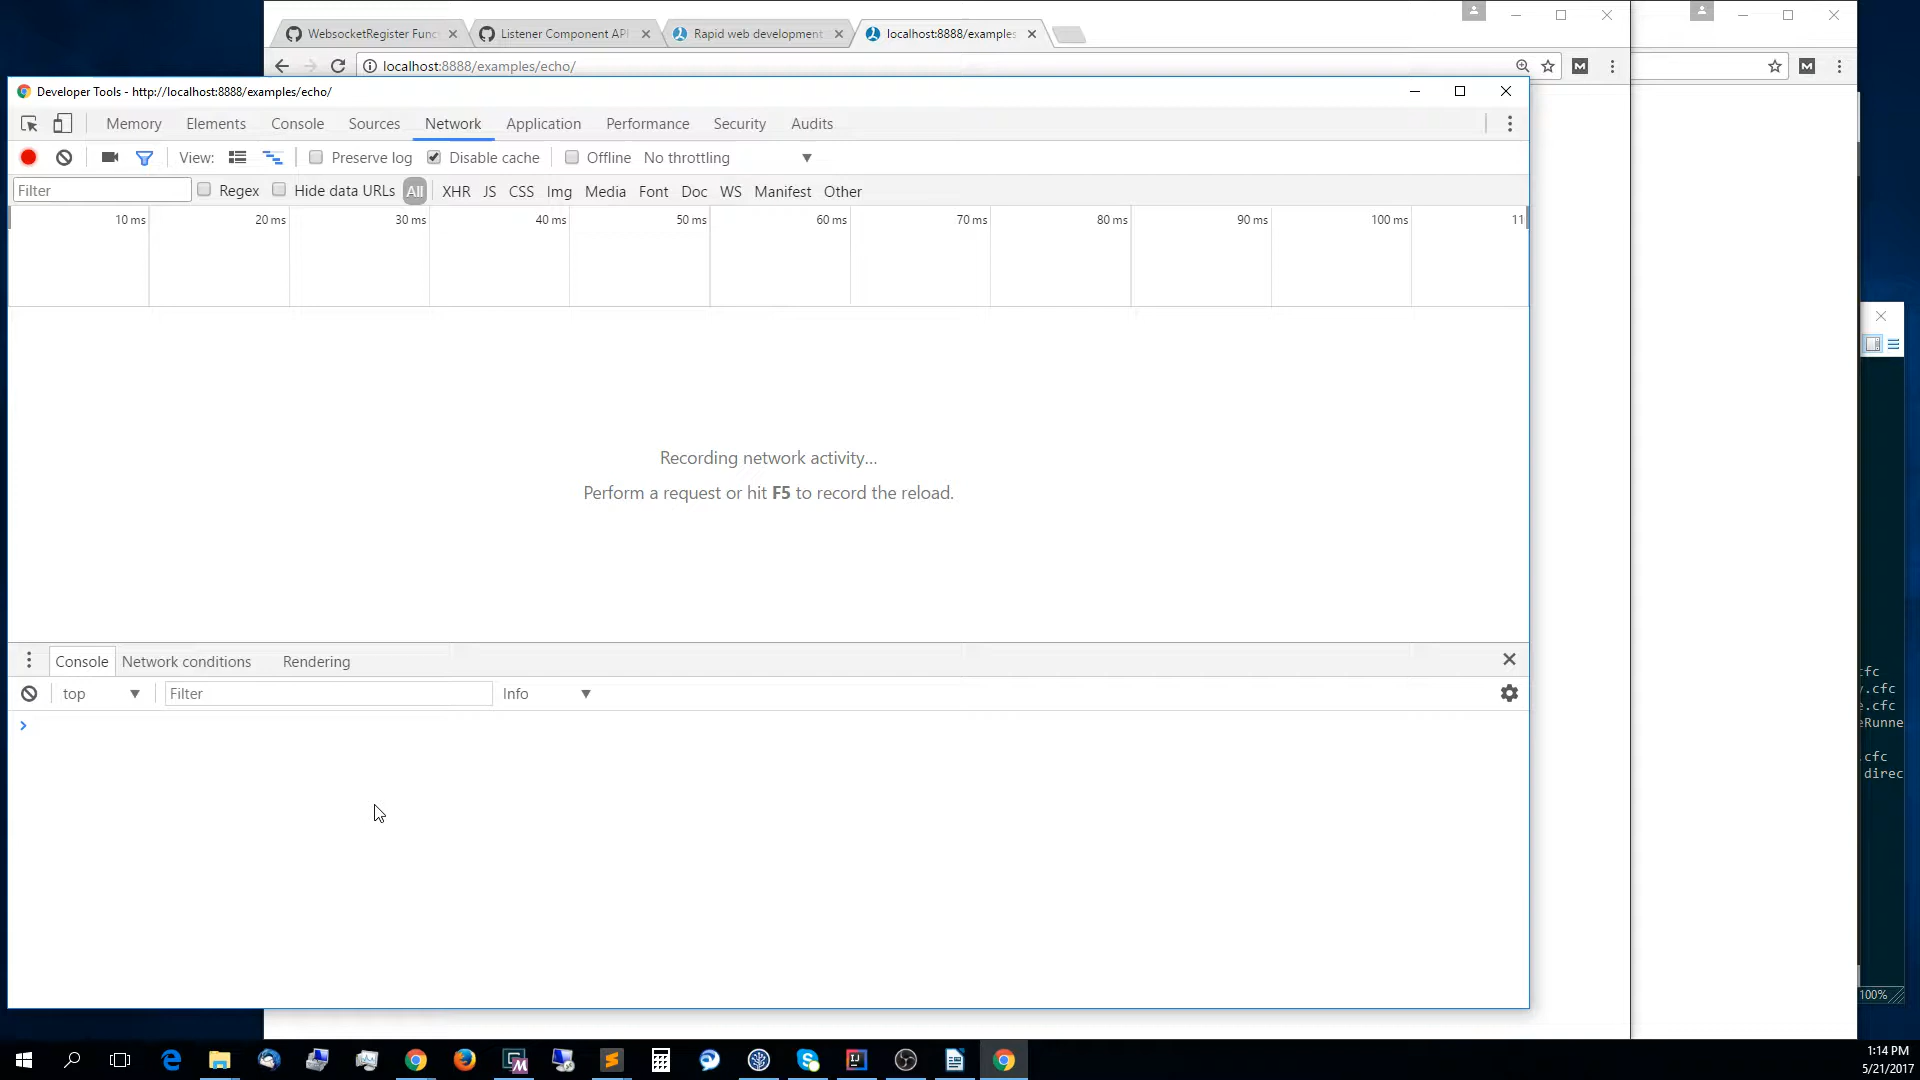 WebsocketRegister Func
Listener Component API
Rapid web development
localhost:8888/examples
localhost:8888/examples/echo/
Developer Tools - http://localhost:8888/examples/echo/
Memory
Elements
Console
Sources
Network
Application
Performance
Security
Audits
View:
Preserve log
Disable cache
Offline
No throttling
Filter
Regex
Hide data URLs
All
XHR
JS
CSS
Img
Media
Font
Doc
WS
Manifest
Other
10 ms
20 ms
30 ms
40 ms
50 ms
60 ms
70 ms
80 ms
90 ms
100 ms
11
Recording network activity...
Perform a request or hit F5 to record the reload.
Console
Network conditions
Rendering
top
Filter
Info
cfc
.cfc
.cfc
Runne
.cfc
direc
100%
1:14 PM
5/21/2017